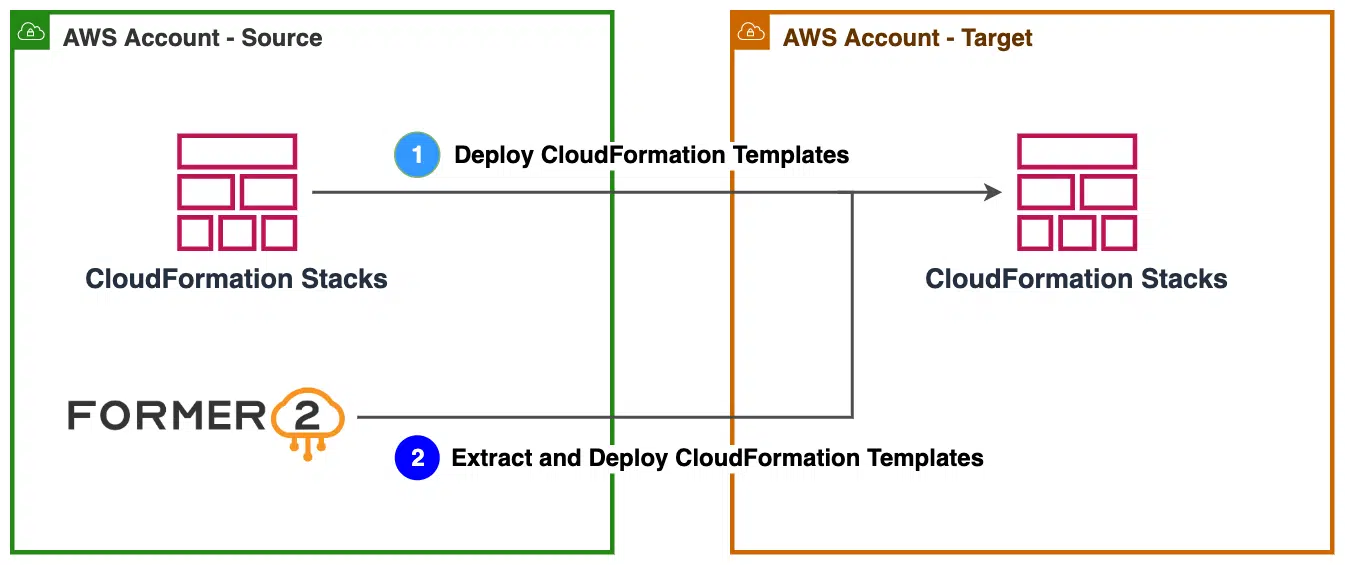 AWS Account - Source
AWS Account - Target
1 Deploy CloudFormation Templates
CloudFormation Stacks
CloudFormation Stacks
FORMER2
2 Extract and Deploy CloudFormation Templates